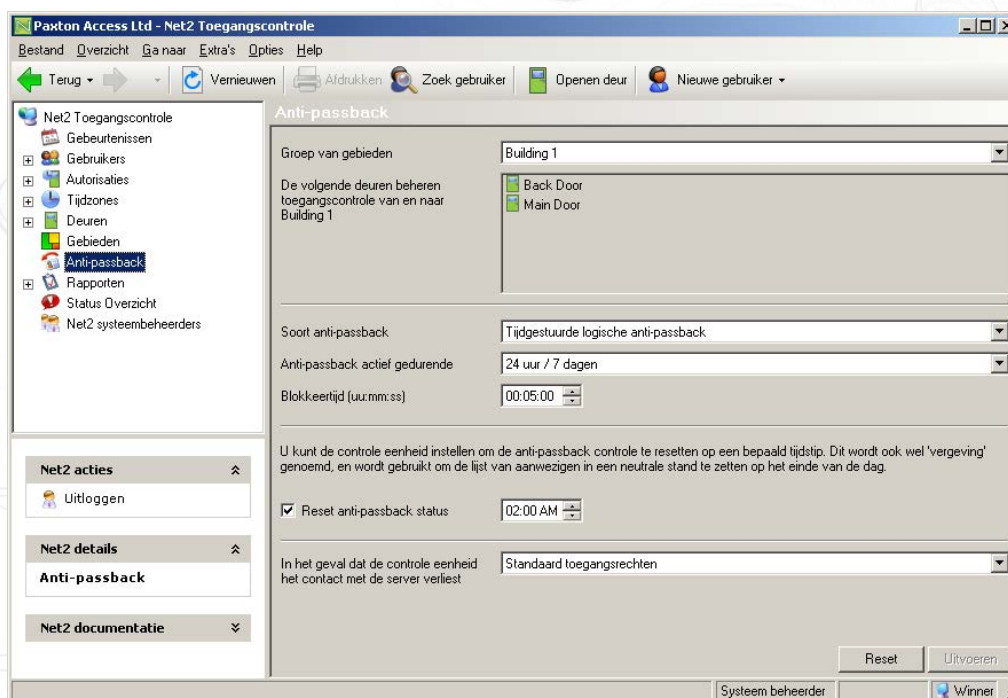 Paxton Access Ltd - Net2 Toegangscontrole
Bestand Overzicht Ga naar Extra's Opties Help
Terug Vernieuwen Afdrukken Zoek gebruiker Openen deur Nieuwe gebruiker
Net2 Toegangscontrole
Gebeurtenissen
Gebruikers
Autorisaties
Tijdzones
Deuren
Gebieden
Anti-passback
Rapporten
Status Overzicht
Net2 systeembeheerders
Net2 acties
Uitloggen
Net2 details
Anti-passback
Net2 documentatie
Anti-passback
Groep van gebieden
Building 1
De volgende deuren beheren
toegangscontrole van en naar
Building 1
Back Door
Main Door
Soort anti-passback
Tijdgestuurde logische anti-passback
Anti-passback actief gedurende
24 uur / 7 dagen
Blokkeertijd (uu:mm:ss)
00:05:00
U kunt de controle eenheid instellen om de anti-passback controle te resetten op een bepaald tijdstip. Dit wordt ook wel 'vergeving'
genoemd, en wordt gebruikt om de lijst van aanwezigen in een neutrale stand te zetten op het einde van de dag.
Reset anti-passback status
02:00 AM
In het geval dat de controle eenheid
het contact met de server verliest
Standaard toegangsrechten
Reset Uitvoeren
Systeem beheerder Winner